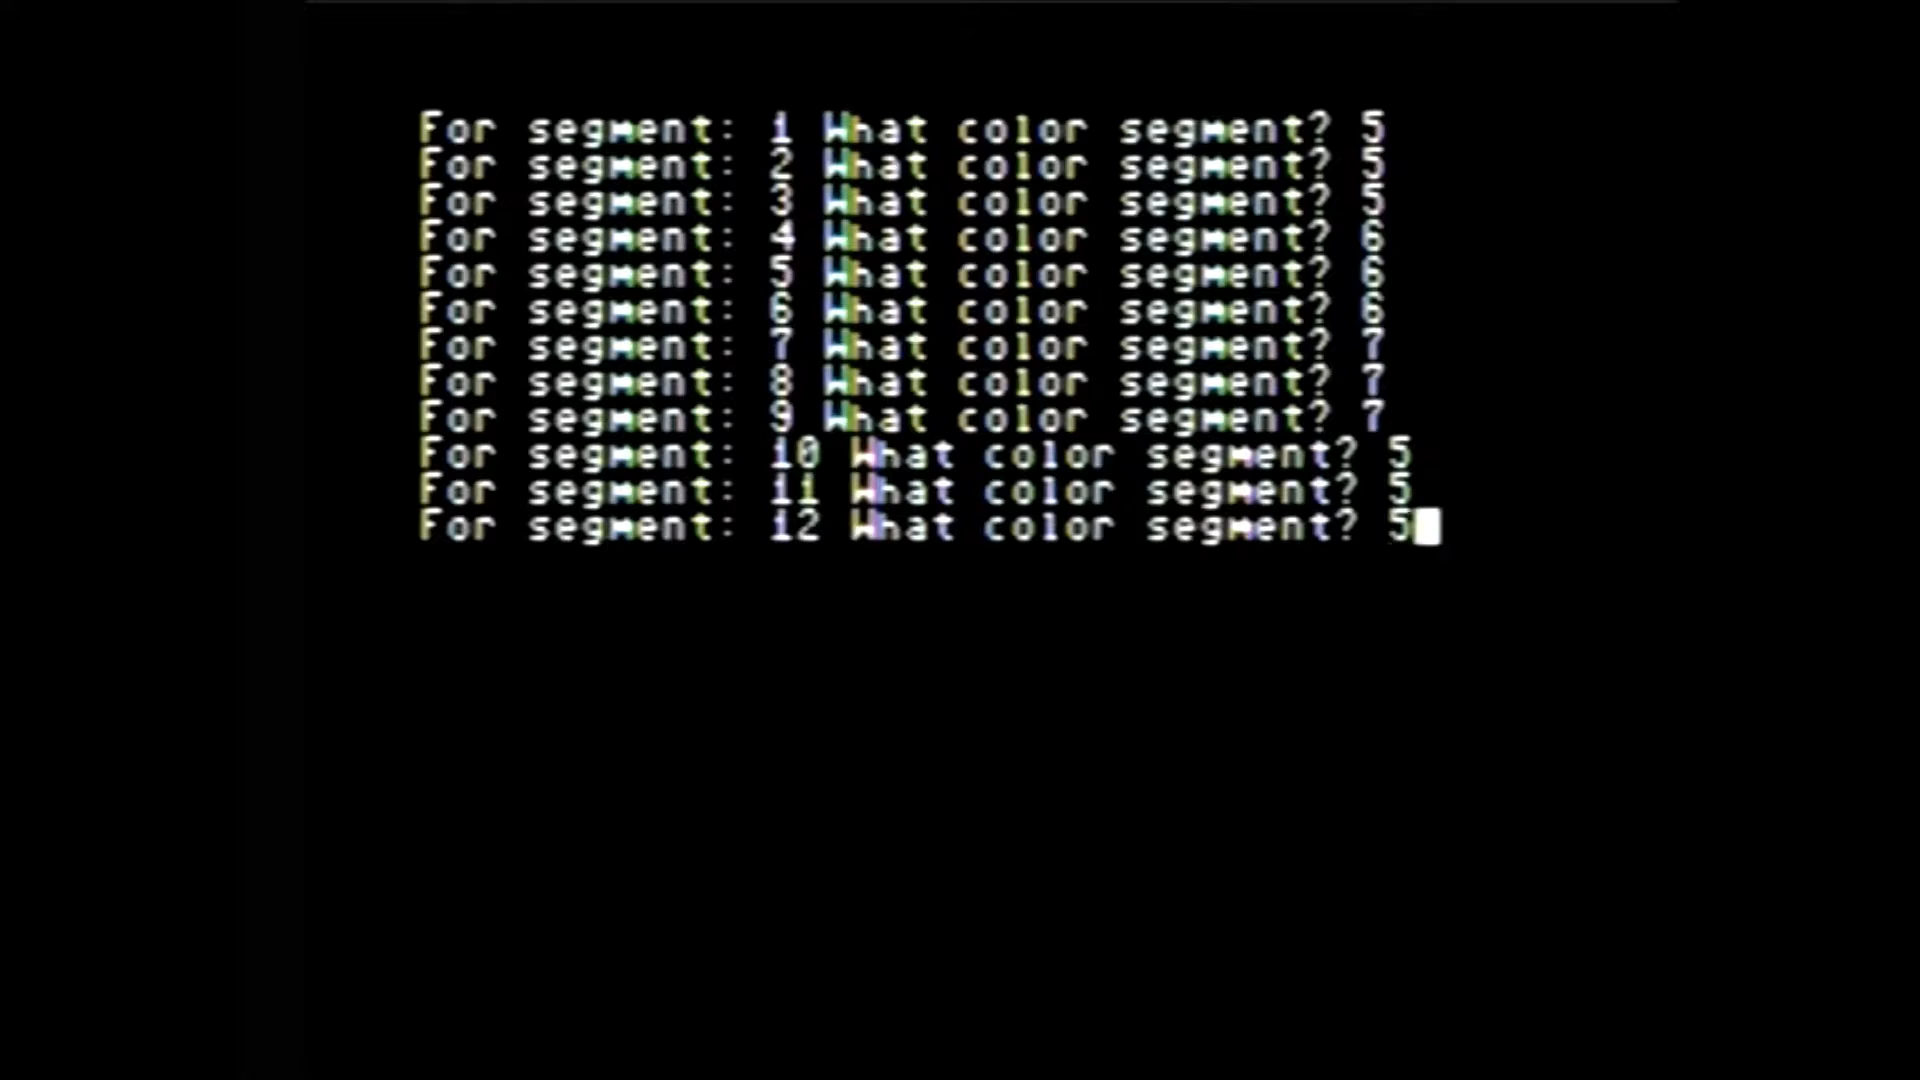 For segment: 1 What color segment? 5
For segment: 2 What color segment? 5
For segment: 3 What color segment? 5
For segment: 4 What color segment? 6
For segment: 5 What color segment? 6
For segment: 6 What color segment? 6
For segment: 7 What color segment? 7
For segment: 8 What color segment? 7
For segment: 9 What color segment? 7
For segment: 10 What color segment? 5
For segment: 11 What color segment? 5
For segment: 12 What color segment? 5